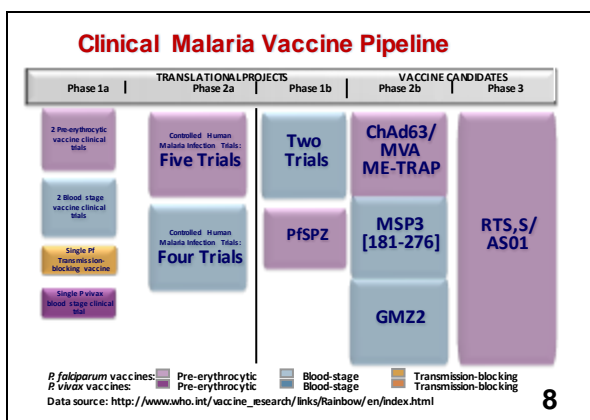 Clinical Malaria Vaccine Pipeline
TRANSLATIONAL PROJECTS
VACCINE CANDIDATES
Phase 1a
Phase 2a
Phase 1b
Phase 2b
Phase 3
2 Pre-erythrocytic
vaccine clinical
trials
2 Blood stage
vaccine clinical
trials
Single Pf
Transmission-
blocking vaccine
Single P vivax
blood stage clinical
trial
Controlled Human
Malaria Infection Trials:
Five Trials
Controlled Human
Malaria Infection Trials:
Four Trials
Two
Trials
PfSPZ
ChAd63/
MVA
ME-TRAP
MSP3
[181-276]
GMZ2
RTS,S/
AS01
P. falciparum vaccines: Pre-erythrocytic Blood-stage Transmission-blocking
P. vivax vaccines: Pre-erythrocytic Blood-stage Transmission-blocking
Data source: http://www.who.int/vaccine_research/links/Rainbow/en/index.html
8